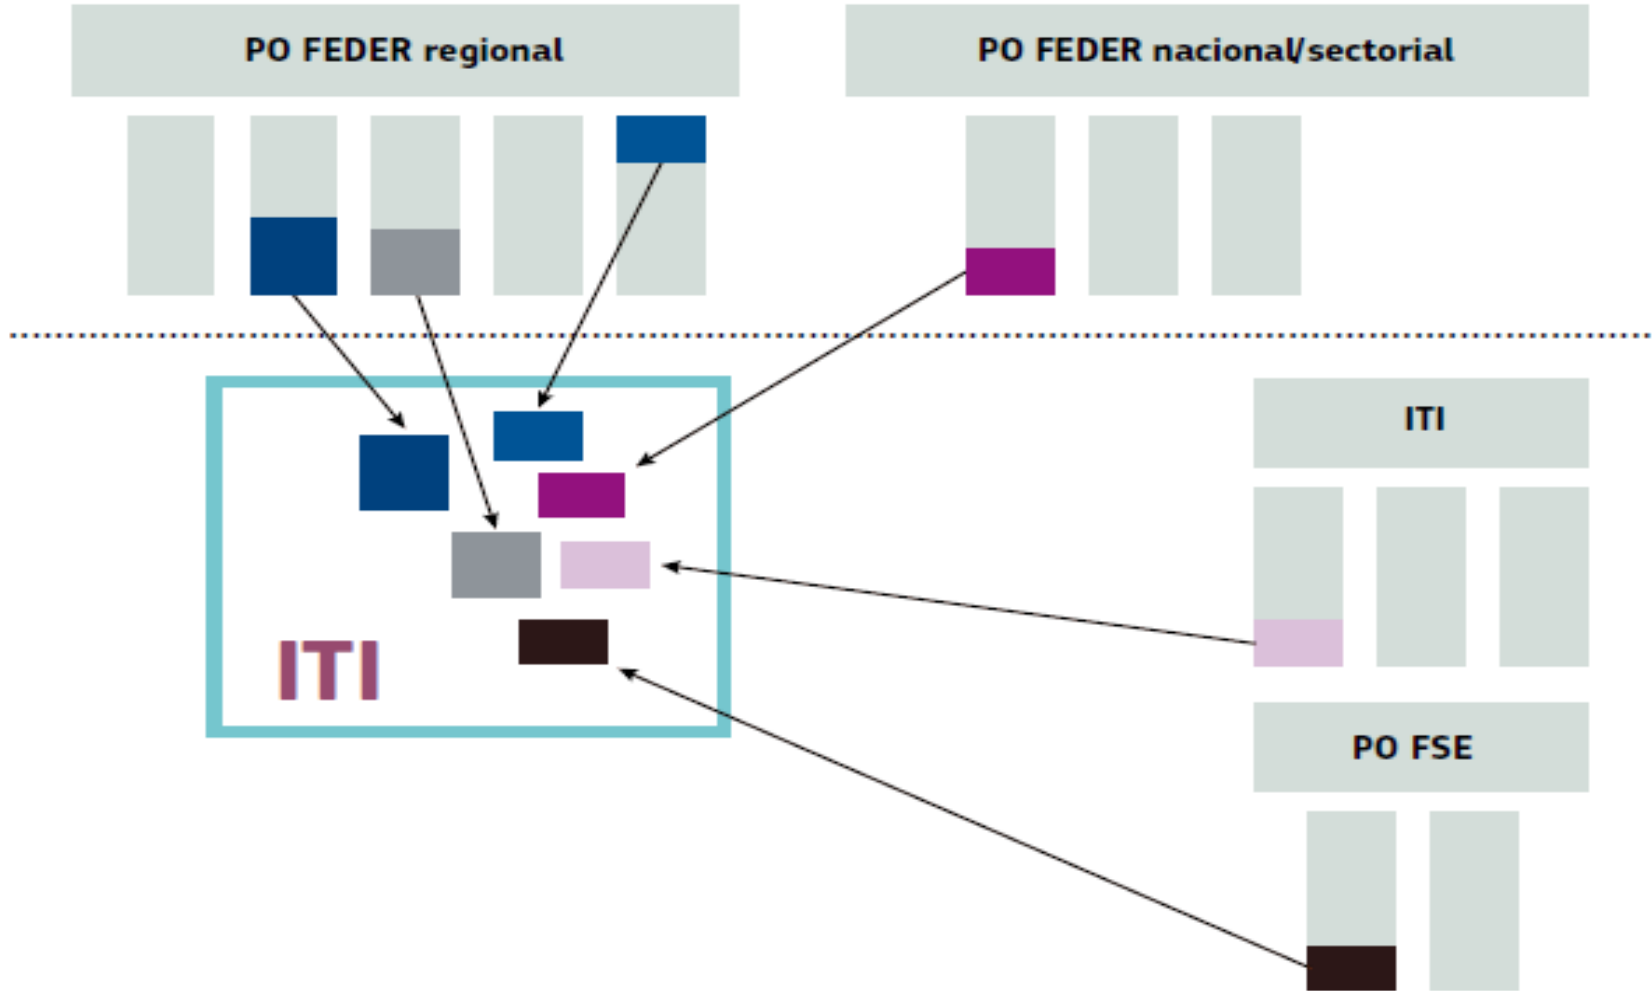 PO FEDER regional
PO FEDER nacional/sectorial
ITI
ITI
PO FSE